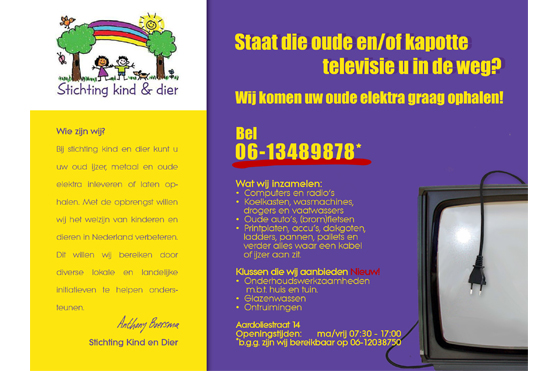 Stichting kind & dier
Wie zijn wij?
Bij stichting kind en dier kunt u
uw oud ijzer, metaal en oude
elektra inleveren of laten op-
halen. Met de opbrengst willen
wij het welzijn van kinderen en
dieren in Nederland verbeteren.
Dit willen wij bereiken door
diverse lokale en landelijke
initiatieven te helpen onders-
teunen.
Anthony Buersma
Stichting Kind en Dier
Staat die oude en/of kapotte
televisie u in de weg?
Wij komen uw oude elektra graag ophalen!
Bel
06-13489878*
Wat wij inzamelen:
• Computers en radio's
• Koelkasten, wasmachines,
drogers en vaatwassers
• Oude auto's, (brom)fietsen
• Printplaten, accu's, dakgoten,
ladders, pannen, pallets en
verder alles waar een kabel
of ijzer aan zit.
Klussen die wij aanbieden Nieuw!
• Onderhoudswerkzaamheden
m.b.t. huis en tuin.
• Glazenwassen
• Ontruimingen
Aardoliestraat 14
Openingstijden: ma/vrij 07:30 - 17:00
*b.g.g. zijn wij bereikbaar op 06-12038750